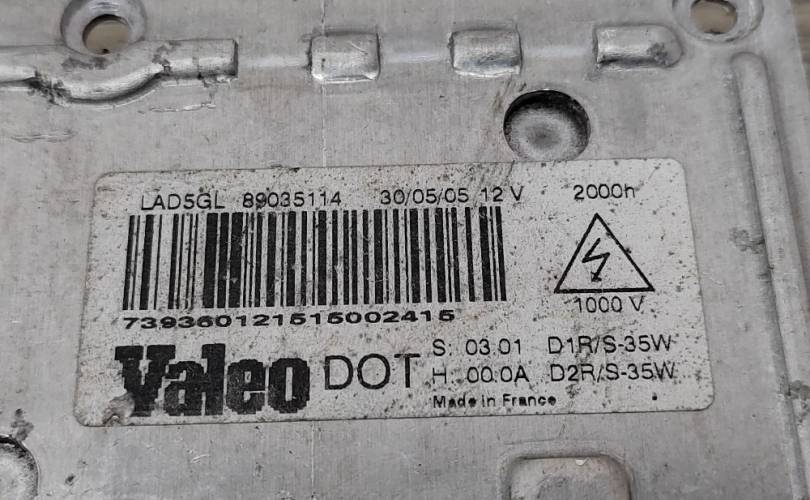 LAD5GL 89035114 30/05/05 12 V 2000h
1000 V
739360121515002415
Valeo DOT
S: 03.01 D1R/S-35W
H: 00.0A D2R/S-35W
Made in France